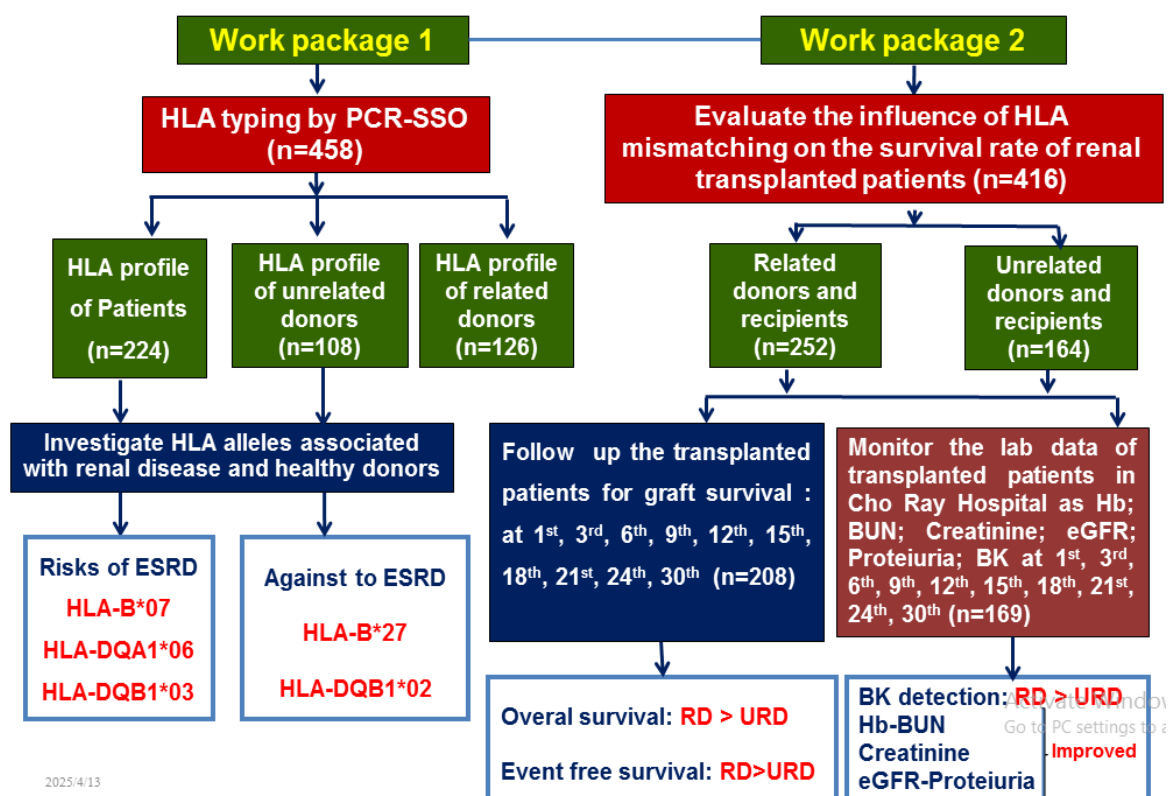 Work package 1
Work package 2
HLA typing by PCR-SSO
(n=458)
Evaluate the influence of HLA
mismatching on the survival rate of renal
transplanted patients (n=416)
HLA profile
of Patients
(n=224)
HLA profile
of unrelated
donors
(n=108)
HLA profile
of related
donors
(n=126)
Related
donors and
recipients
(n=252)
Unrelated
donors and
recipients
(n=164)
Investigate HLA alleles associated
with renal disease and healthy donors
Follow up the transplanted
patients for graft survival :
at 1st, 3rd, 6th, 9th, 12th, 15th,
18th, 21st, 24th, 30th (n=208)
Monitor the lab data of
transplanted patients in
Cho Ray Hospital as Hb;
BUN; Creatinine; eGFR;
Proteiuria; BK at 1st, 3rd,
6th, 9th, 12th, 15th, 18th, 21st,
24th, 30th (n=169)
Risks of ESRD
HLA-B*07
HLA-DQA1*06
HLA-DQB1*03
Against to ESRD
HLA-B*27
HLA-DQB1*02
Overal survival: RD > URD
Event free survival: RD>URD
BK detection: RD > URD
Hb-BUN
Creatinine
eGFR-Proteiuria
Improved
Go to PC settings to a
2025/4/13